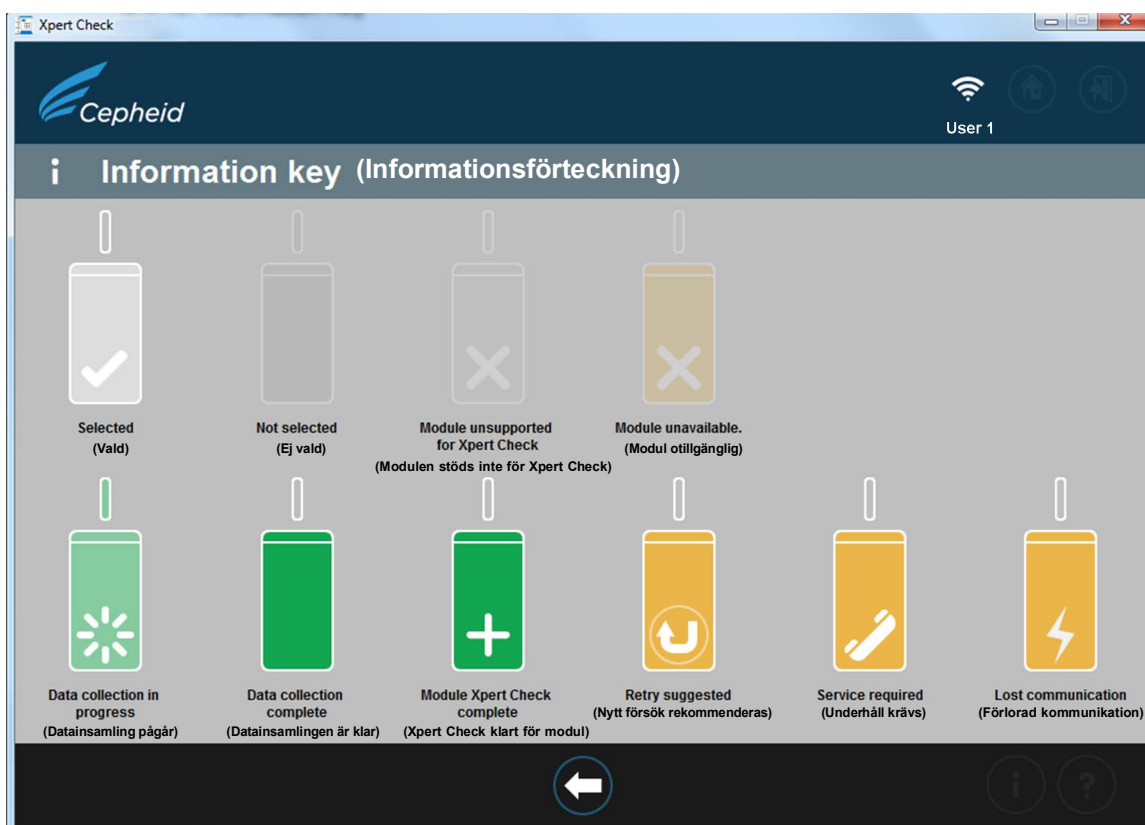 Xpert Check
Cepheid
User 1
i Information key (Informationsförteckning)
Selected
(Vald)
Not selected
(Ej vald)
Module unsupported
for Xpert Check
(Modulen stöds inte för Xpert Check)
Module unavailable.
(Modul otillgänglig)
Data collection in
progress
(Datainsamling pågår)
Data collection
complete
(Datainsamlingen är klar)
Module Xpert Check
complete
(Xpert Check klart för modul)
Retry suggested
(Nytt försök rekommenderas)
Service required
(Underhåll krävs)
Lost communication
(Förlorad kommunikation)
i ?